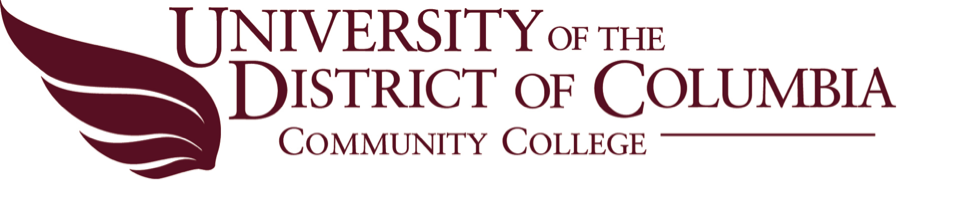 UNIVERSITY OF THE
DISTRICT OF COLUMBIA
COMMUNITY COLLEGE